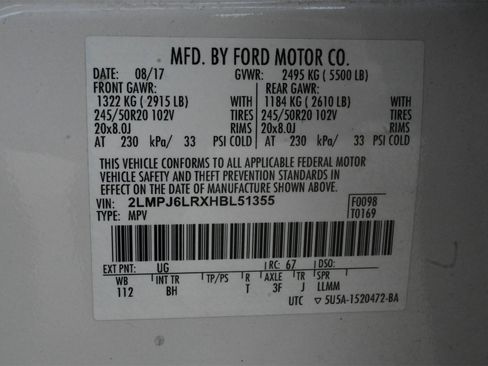 MFD. BY FORD MOTOR CO.
DATE: 08/17 GVWR: 2495 KG ( 5500 LB)
FRONT GAWR: REAR GAWR:
1322 KG ( 2915 LB) WITH 1184 KG ( 2610 LB) WITH
245/50R20 102V TIRES 245/50R20 102V TIRES
20x8.0J RIMS 20x8.0J RIMS
AT 230 kPa/ 33 PSI COLD AT 230 kPa/ 33 PSI COLD
THIS VEHICLE CONFORMS TO ALL APPLICABLE FEDERAL MOTOR
VEHICLE SAFETY AND THEFT PREVENTION STANDARDS IN
EFFECT ON THE DATE OF MANUFACTURE SHOWN ABOVE.
VIN: 2LMPJ6LRXHBL51355 F0098
TYPE: MPV T0169
EXT PNT: UG RC: 67 DSO:
WB INT TR TP/PS R AXLE TR SPR
112 BH T 3F J LLMM
UTC ▽5U5A-1520472-BA